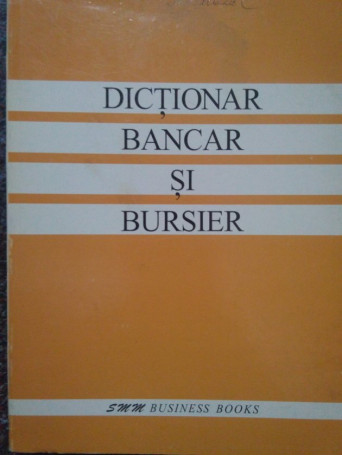 DICȚIONAR
BANCAR
ȘI
BURSIER
SMM BUSINESS BOOKS